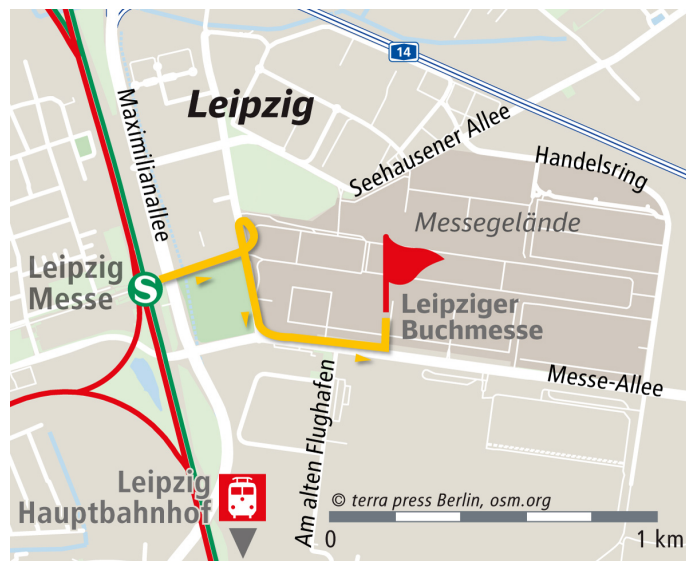 14
Leipzig
Maximilianallee
Seehausener Allee
Handelsring
Messegelände
Leipzig
Messe
S
Leipziger
Buchmesse
Messe-Allee
Am alten Flughafen
Leipzig
Hauptbahnhof
© terra press Berlin, osm.org
0
1 km